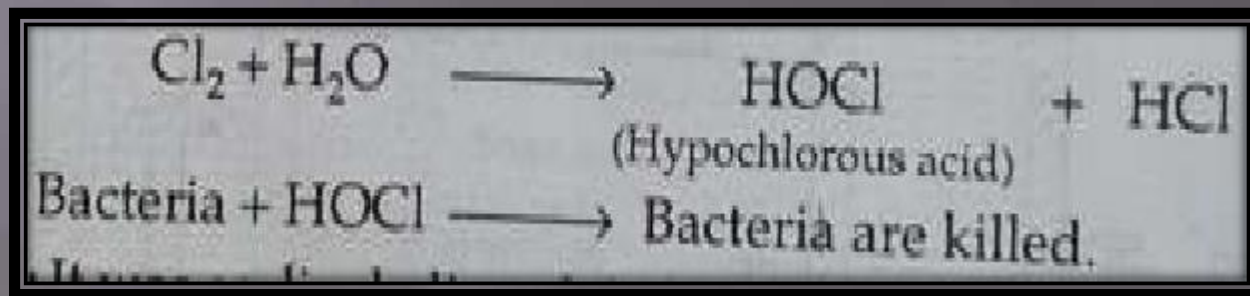 Cl₂ + H₂O ⟶ HOCl + HCl
(Hypochlorous acid)
Bacteria + HOCl ⟶ Bacteria are killed.